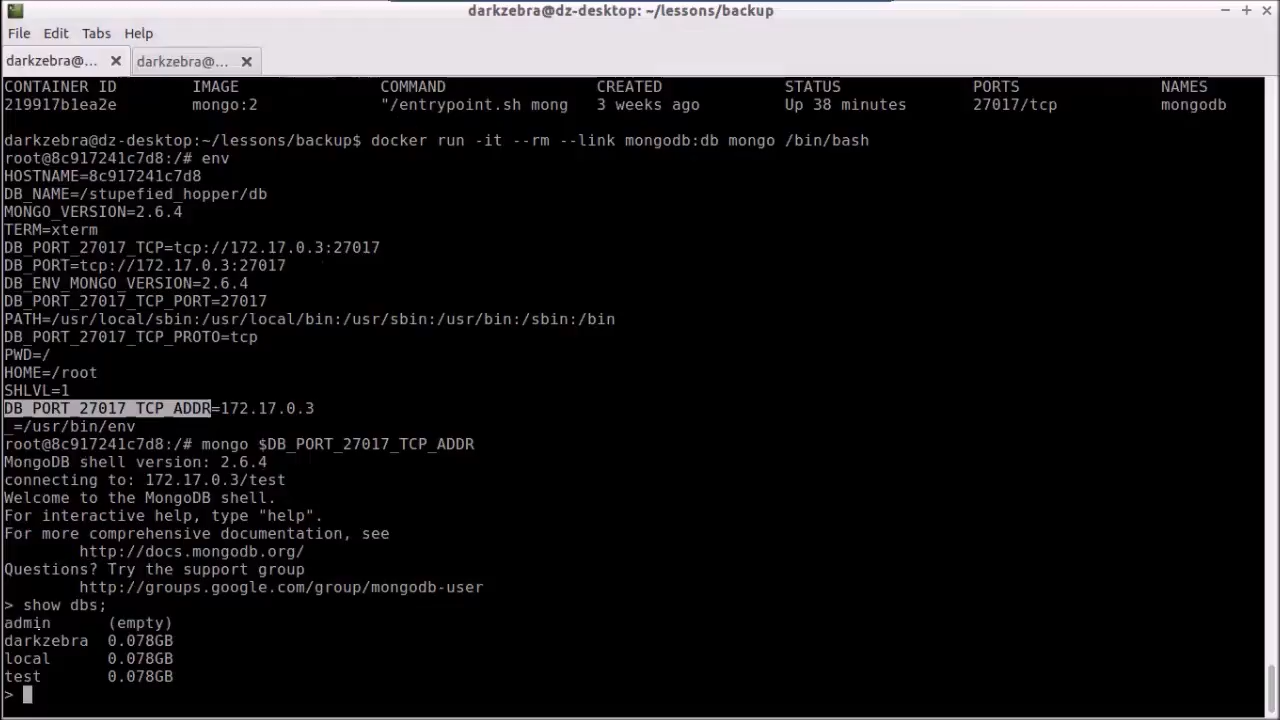 darkzebra@dz-desktop: ~/lessons/backup
File Edit Tabs Help
darkzebra@... darkzebra@...
CONTAINER ID IMAGE COMMAND CREATED STATUS PORTS NAMES
219917b1ea2e mongo:2 "/entrypoint.sh mong 3 weeks ago Up 38 minutes 27017/tcp mongodb
darkzebra@dz-desktop:~/lessons/backup$ docker run -it --rm --link mongodb:db mongo /bin/bash
root@8c917241c7d8:/# env
HOSTNAME=8c917241c7d8
DB_NAME=/stupefied_hopper/db
MONGO_VERSION=2.6.4
TERM=xterm
DB_PORT_27017_TCP=tcp://172.17.0.3:27017
DB_PORT=tcp://172.17.0.3:27017
DB_ENV_MONGO_VERSION=2.6.4
DB_PORT_27017_TCP_PORT=27017
PATH=/usr/local/sbin:/usr/local/bin:/usr/sbin:/usr/bin:/sbin:/bin
DB_PORT_27017_TCP_PROTO=tcp
PWD=/
HOME=/root
SHLVL=1
DB_PORT_27017_TCP_ADDR=172.17.0.3
_=/usr/bin/env
root@8c917241c7d8:/# mongo $DB_PORT_27017_TCP_ADDR
MongoDB shell version: 2.6.4
connecting to: 172.17.0.3/test
Welcome to the MongoDB shell.
For interactive help, type "help".
For more comprehensive documentation, see
http://docs.mongodb.org/
Questions? Try the support group
http://groups.google.com/group/mongodb-user
> show dbs;
admin (empty)
darkzebra 0.078GB
local 0.078GB
test 0.078GB
>